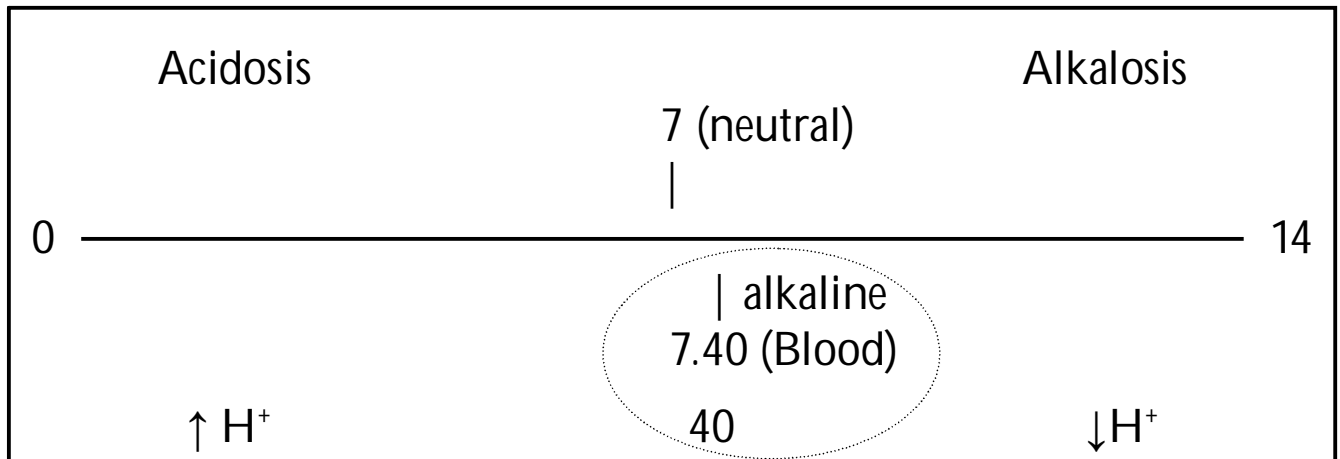 Acidosis Alkalosis
7 (neutral)
|
0 14
| alkaline
7.40 (Blood)
↑ H⁺ 40 ↓H⁺